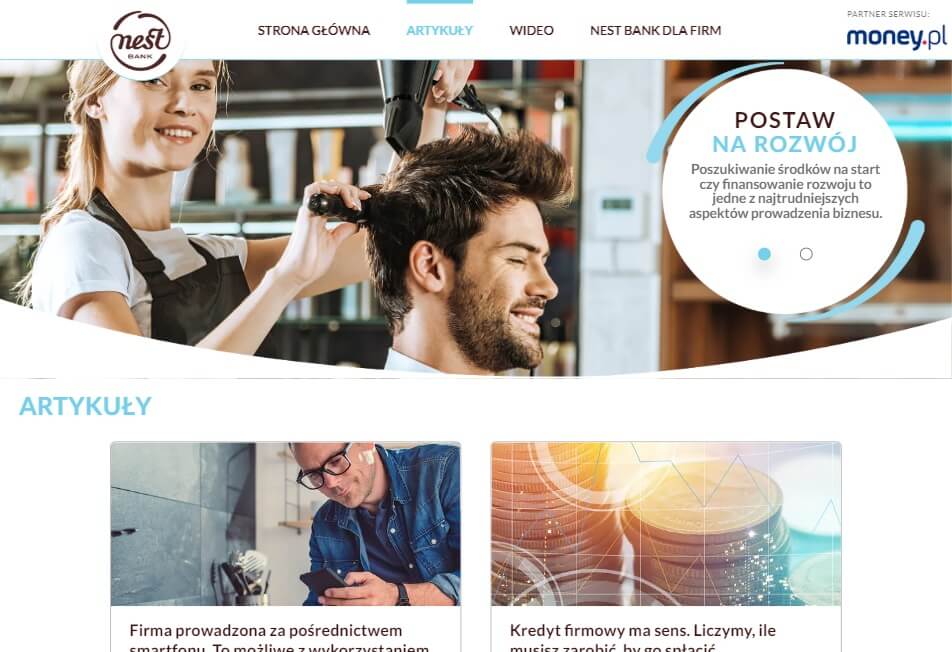 nest
BANK
STRONA GŁÓWNA
ARTYKUŁY
WIDEO
NEST BANK DLA FIRM
PARTNER SERWISU:
money.pl
POSTAW
NA ROZWÓJ
Poszukiwanie środków na start
czy finansowanie rozwoju to
jedne z najtrudniejszych
aspektów prowadzenia biznesu.
ARTYKUŁY
Firma prowadzona za pośrednictwem
smartfonu. To możliwe z wykorzystaniem
Kredyt firmowy ma sens. Liczymy, ile
musisz zarobić, by go spłacić